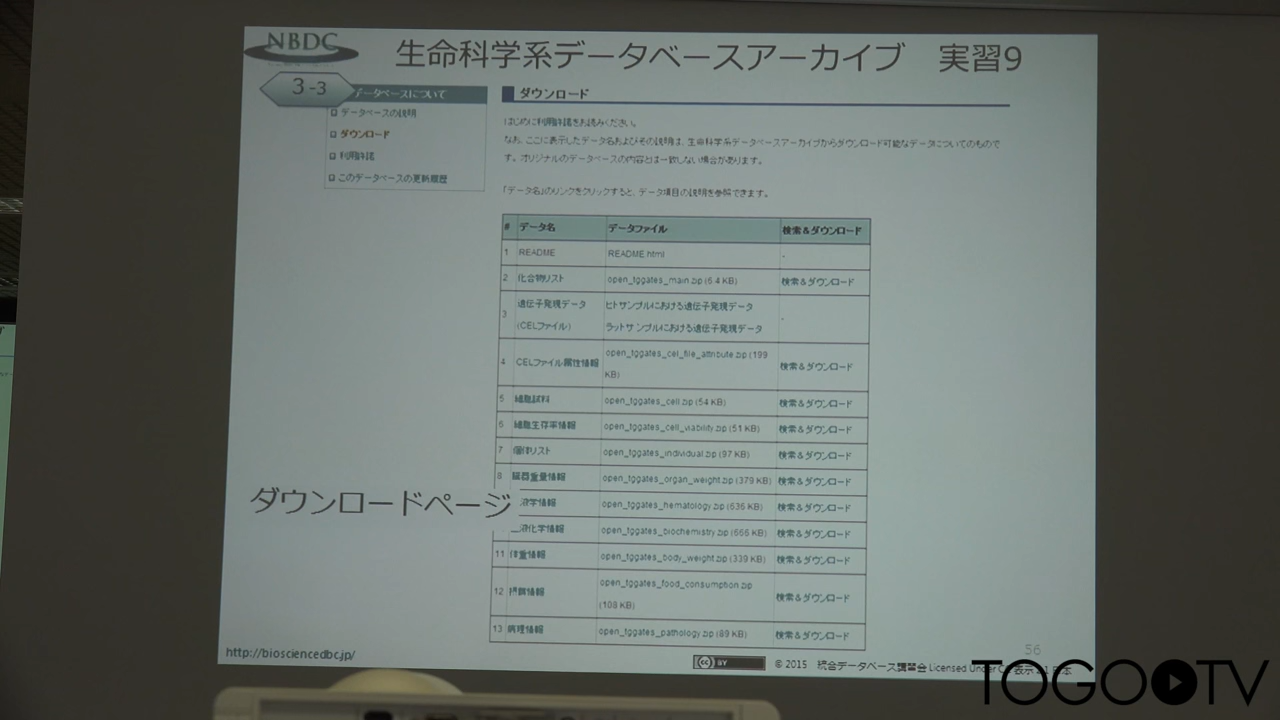 NBDC
生命科学系データベースアーカイブ 実習9
3-3
データベースについて
データベースの説明
ダウンロード
利用許諾
このデータベースの更新履歴
ダウンロード
はじめに利用許諾をお読みください。
なお、ここに表示したデータ名およびその説明は、生命科学系データベースアーカイブからダウンロード可能なデータについてのもので
す。オリジナルのデータベースの内容とは一致しない場合があります。
「データ名」のリンクをクリックすると、データ項目の説明を参照できます。
# データ名 データファイル 検索&ダウンロード
1 README README.html -
2 化合物リスト open_tggates_main.zip (6.4 KB) 検索&ダウンロード
3 遺伝子発現データ (CELファイル) ヒトサンプルにおける遺伝子発現データ ラットサンプルにおける遺伝子発現データ -
4 CELファイル属性情報 open_tggates_cel_file_attribute.zip (199 KB) 検索&ダウンロード
5 細胞試料 open_tggates_cell.zip (54 KB) 検索&ダウンロード
6 細胞生存率情報 open_tggates_cell_viability.zip (51 KB) 検索&ダウンロード
7 個体リスト open_tggates_individual.zip (97 KB) 検索&ダウンロード
8 臓器重量情報 open_tggates_organ_weight.zip (379 KB) 検索&ダウンロード
液学情報 open_tggates_hematology.zip (636 KB) 検索&ダウンロード
液化学情報 open_tggates_biochemistry.zip (666 KB) 検索&ダウンロード
11 体重情報 open_tggates_body_weight.zip (339 KB) 検索&ダウンロード
12 摂餌情報 open_tggates_food_consumption.zip (108 KB) 検索&ダウンロード
13 病理情報 open_tggates_pathology.zip (89 KB) 検索&ダウンロード
ダウンロードページ
56
http://biosciencedbc.jp/
cc BY
© 2015 統合データベース講習会 Licensed Under
TOGOTV